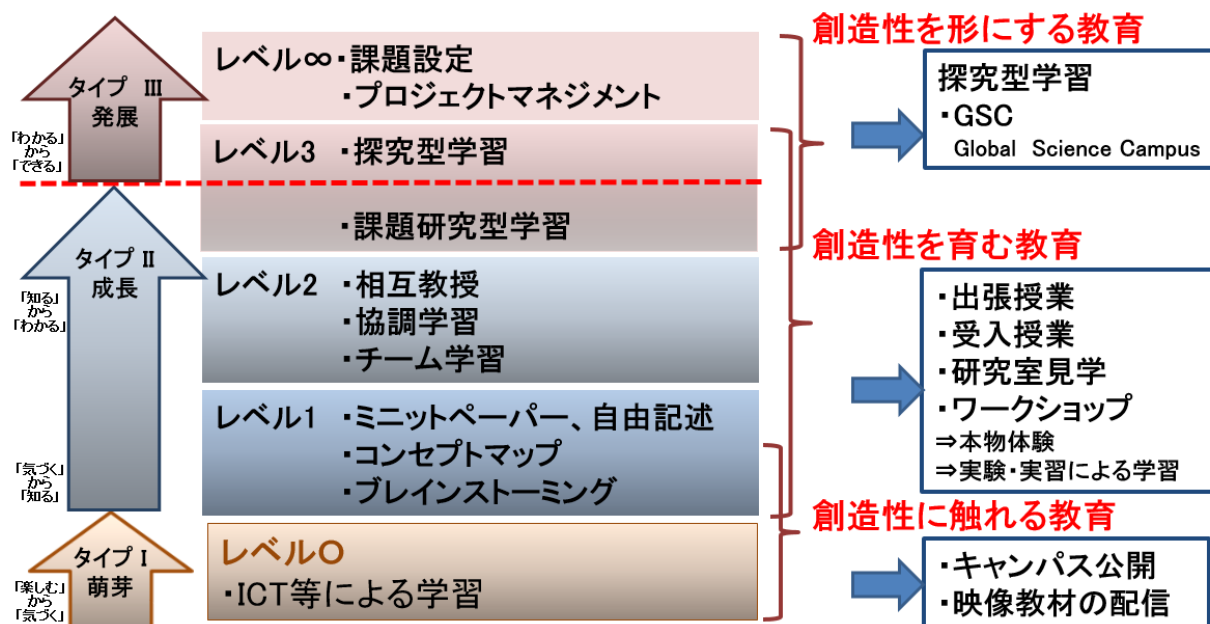 タイプ Ⅲ
発展
「わかる」
から
「できる」
タイプ Ⅱ
成長
「知る」
から
「わかる」
「気づく」
から
「知る」
タイプ Ⅰ
萌芽
「楽しむ」
から
「気づく」
レベル∞・課題設定
・プロジェクトマネジメント
レベル3 ・探究型学習
・課題研究型学習
レベル2 ・相互教授
・協調学習
・チーム学習
レベル1 ・ミニットペーパー、自由記述
・コンセプトマップ
・ブレインストーミング
レベル〇
・ICT等による学習
創造性を形にする教育
探究型学習
・GSC
Global Science Campus
創造性を育む教育
・出張授業
・受入授業
・研究室見学
・ワークショップ
⇒本物体験
⇒実験・実習による学習
創造性に触れる教育
・キャンパス公開
・映像教材の配信